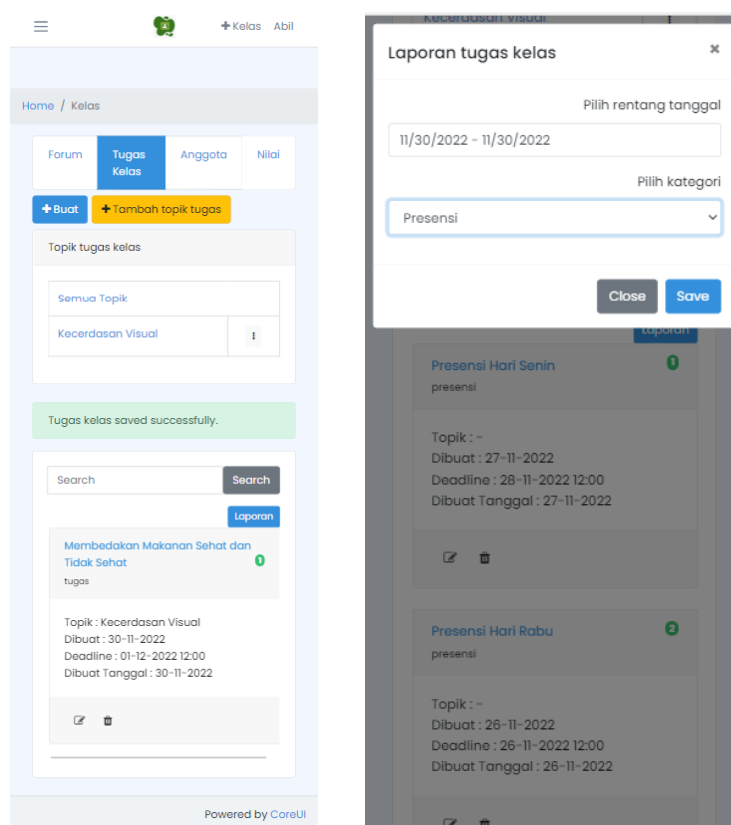 + Kelas Abil
Home / Kelas
Forum
Tugas
Kelas
Anggota
Nilai
+ Buat
+ Tambah topik tugas
Topik tugas kelas
Semua Topik
Kecerdasan Visual
Tugas kelas saved successfully.
Search
Search
Laporan
Membedakan Makanan Sehat dan
Tidak Sehat
1
tugas
Topik : Kecerdasan Visual
Dibuat : 30-11-2022
Deadline : 01-12-2022 12:00
Dibuat Tanggal : 30-11-2022
Powered by CoreUI
Kecerdasan Visual
Laporan tugas kelas
Pilih rentang tanggal
11/30/2022 - 11/30/2022
Pilih kategori
Presensi
Close
Save
Laporan
Presensi Hari Senin
1
presensi
Topik : -
Dibuat : 27-11-2022
Deadline : 28-11-2022 12:00
Dibuat Tanggal : 27-11-2022
Presensi Hari Rabu
2
presensi
Topik : -
Dibuat : 26-11-2022
Deadline : 26-11-2022 12:00
Dibuat Tanggal : 26-11-2022